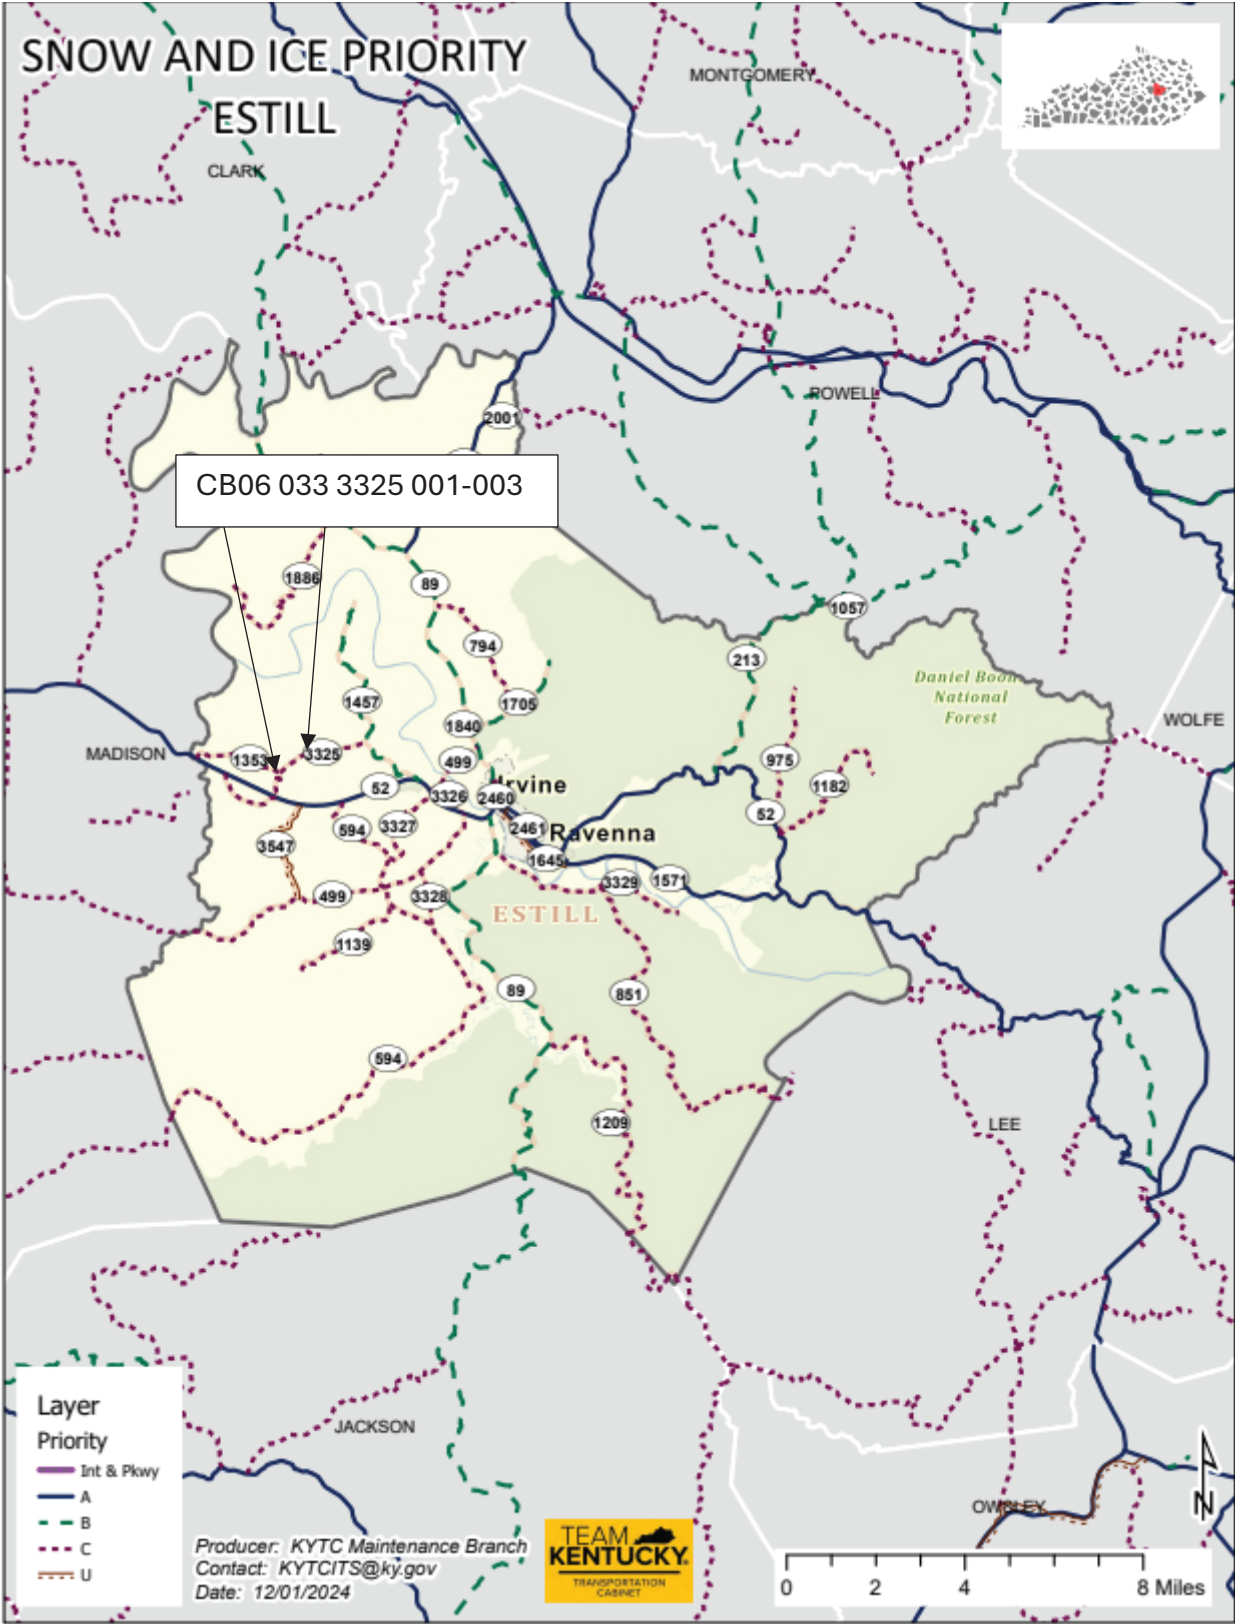 SNOW AND ICE PRIORITY
ESTILL
MONTGOMERY
CLARK
POWELL
2001
CB06 033 3325 001-003
1886
89
1057
794
213
Daniel Boon
National
Forest
1457
1705
WOLFE
1840
MADISON
1353
3325
499
975
1182
52
3326
2460
Irvine
52
594
3327
2461
Ravenna
3547
1645
3329
1571
499
3328
ESTILL
1139
89
851
594
1209
LEE
JACKSON
OWSLEY
Layer
Priority
Int & Pkwy
A
B
C
U
Producer: KYTC Maintenance Branch
Contact: KYTCITS@ky.gov
Date: 12/01/2024
TEAM
KENTUCKY
TRANSPORTATION
CABINET
N
0 2 4 8 Miles